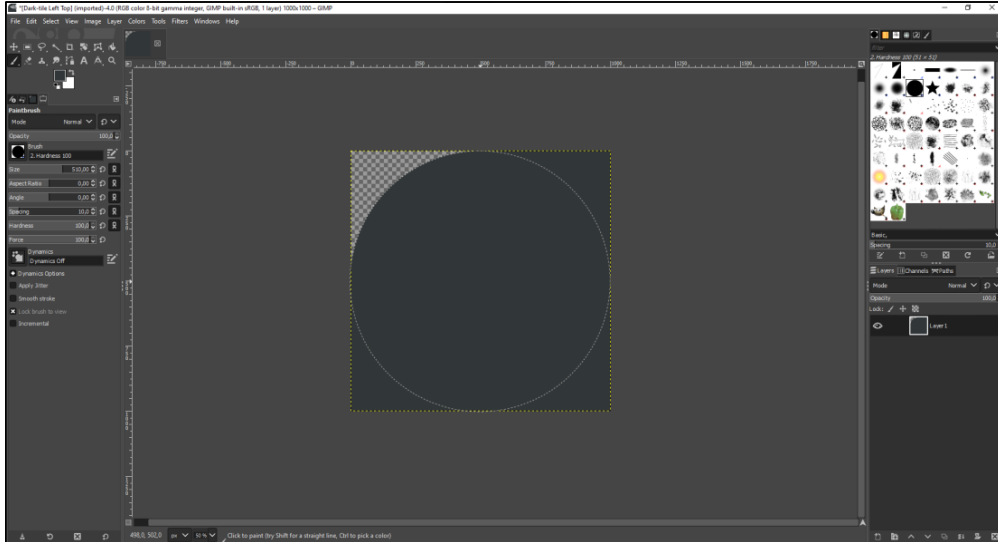 *[Dark-tile Left Top] (imported)-4.0 (RGB color 8-bit gamma integer, GIMP built-in sRGB, 1 layer) 1000x1000 – GIMP
File Edit Select View Image Layer Colors Tools Filters Windows Help
Paintbrush
Mode Normal
Opacity 100,0
Brush
2. Hardness 100
Size 510,00
Aspect Ratio 0,00
Angle 0,00
Spacing 10,0
Hardness 100,0
Force 100,0
Dynamics
Dynamics Off
Dynamics Options
Apply Jitter
Smooth stroke
Lock brush to view
Incremental
498,0, 502,0 px 50 % Click to paint (try Shift for a straight line, Ctrl to pick a color)
filter
2. Hardness 100 (51 × 51)
Basic,
Spacing 10,0
Layers Channels Paths
Mode Normal
Opacity 100,0
Lock:
Layer 1